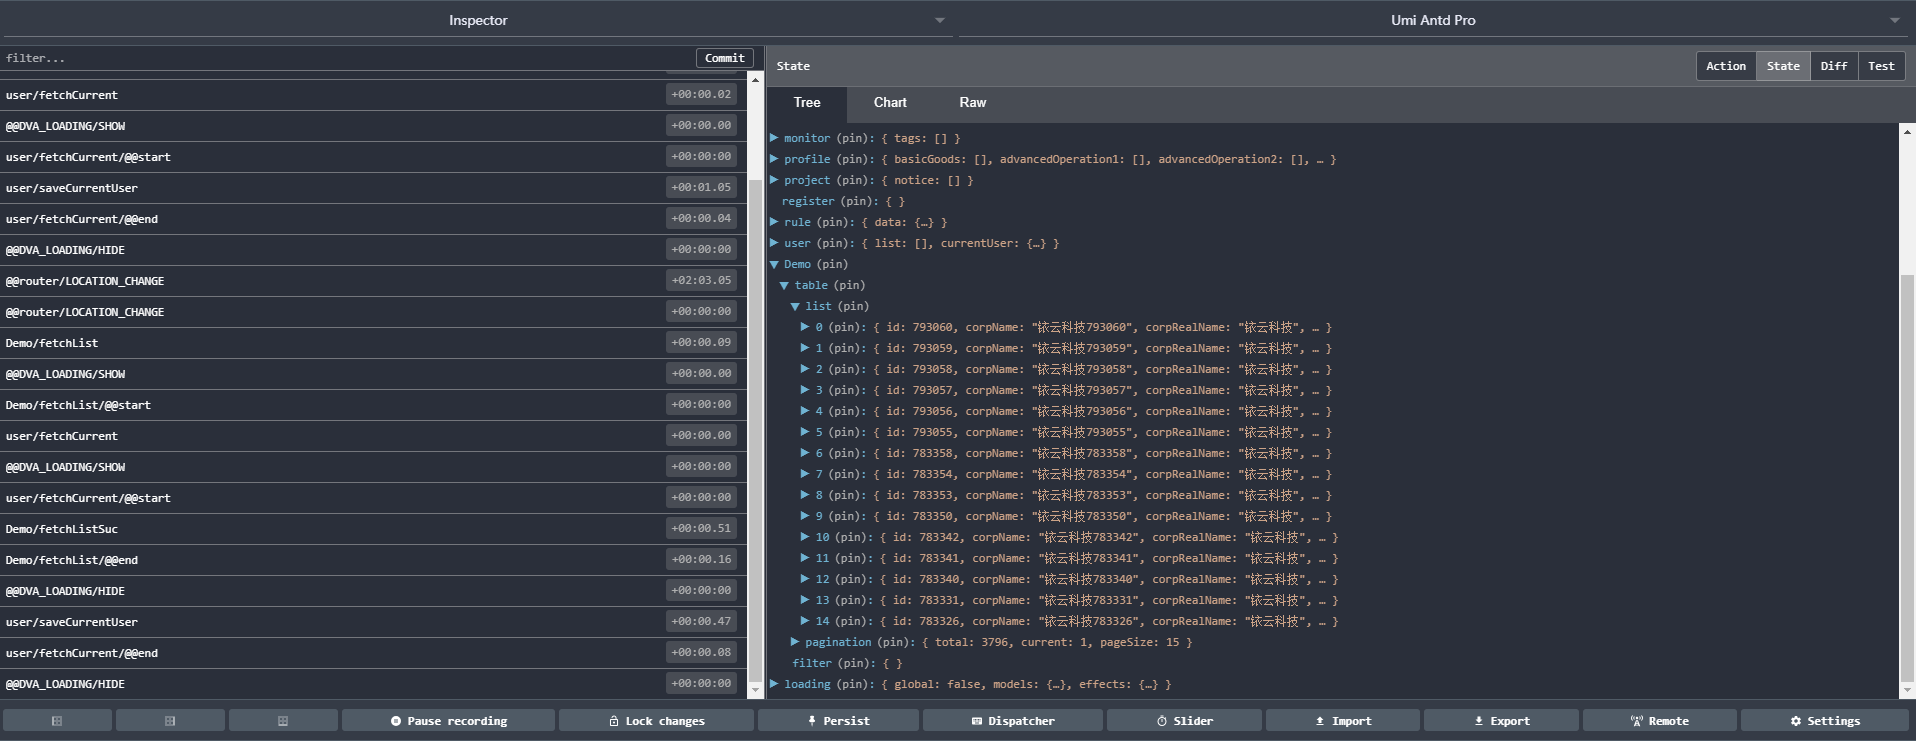 Inspector
Umi Antd Pro
filter...
Commit
user/fetchCurrent +00:00.02
@@DVA_LOADING/SHOW +00:00.00
user/fetchCurrent/@@start +00:00:00
user/saveCurrentUser +00:01.05
user/fetchCurrent/@@end +00:00.04
@@DVA_LOADING/HIDE +00:00:00
@@router/LOCATION_CHANGE +02:03.05
@@router/LOCATION_CHANGE +00:00:00
Demo/fetchList +00:00.09
@@DVA_LOADING/SHOW +00:00.00
Demo/fetchList/@@start +00:00:00
user/fetchCurrent +00:00.00
@@DVA_LOADING/SHOW +00:00:00
user/fetchCurrent/@@start +00:00:00
Demo/fetchListSuc +00:00.51
Demo/fetchList/@@end +00:00.16
@@DVA_LOADING/HIDE +00:00:00
user/saveCurrentUser +00:00.47
user/fetchCurrent/@@end +00:00.08
@@DVA_LOADING/HIDE +00:00:00
State
Action State Diff Test
Tree Chart Raw
monitor (pin): { tags: [] }
profile (pin): { basicGoods: [], advancedOperation1: [], advancedOperation2: [], … }
project (pin): { notice: [] }
register (pin): { }
rule (pin): { data: {…} }
user (pin): { list: [], currentUser: {…} }
Demo (pin)
table (pin)
list (pin)
0 (pin): { id: 793060, corpName: "铱云科技793060", corpRealName: "铱云科技", … }
1 (pin): { id: 793059, corpName: "铱云科技793059", corpRealName: "铱云科技", … }
2 (pin): { id: 793058, corpName: "铱云科技793058", corpRealName: "铱云科技", … }
3 (pin): { id: 793057, corpName: "铱云科技793057", corpRealName: "铱云科技", … }
4 (pin): { id: 793056, corpName: "铱云科技793056", corpRealName: "铱云科技", … }
5 (pin): { id: 793055, corpName: "铱云科技793055", corpRealName: "铱云科技", … }
6 (pin): { id: 783358, corpName: "铱云科技783358", corpRealName: "铱云科技", … }
7 (pin): { id: 783354, corpName: "铱云科技783354", corpRealName: "铱云科技", … }
8 (pin): { id: 783353, corpName: "铱云科技783353", corpRealName: "铱云科技", … }
9 (pin): { id: 783350, corpName: "铱云科技783350", corpRealName: "铱云科技", … }
10 (pin): { id: 783342, corpName: "铱云科技783342", corpRealName: "铱云科技", … }
11 (pin): { id: 783341, corpName: "铱云科技783341", corpRealName: "铱云科技", … }
12 (pin): { id: 783340, corpName: "铱云科技783340", corpRealName: "铱云科技", … }
13 (pin): { id: 783331, corpName: "铱云科技783331", corpRealName: "铱云科技", … }
14 (pin): { id: 783326, corpName: "铱云科技783326", corpRealName: "铱云科技", … }
pagination (pin): { total: 3796, current: 1, pageSize: 15 }
filter (pin): { }
loading (pin): { global: false, models: {…}, effects: {…} }
Pause recording Lock changes Persist Dispatcher Slider Import Export Remote Settings